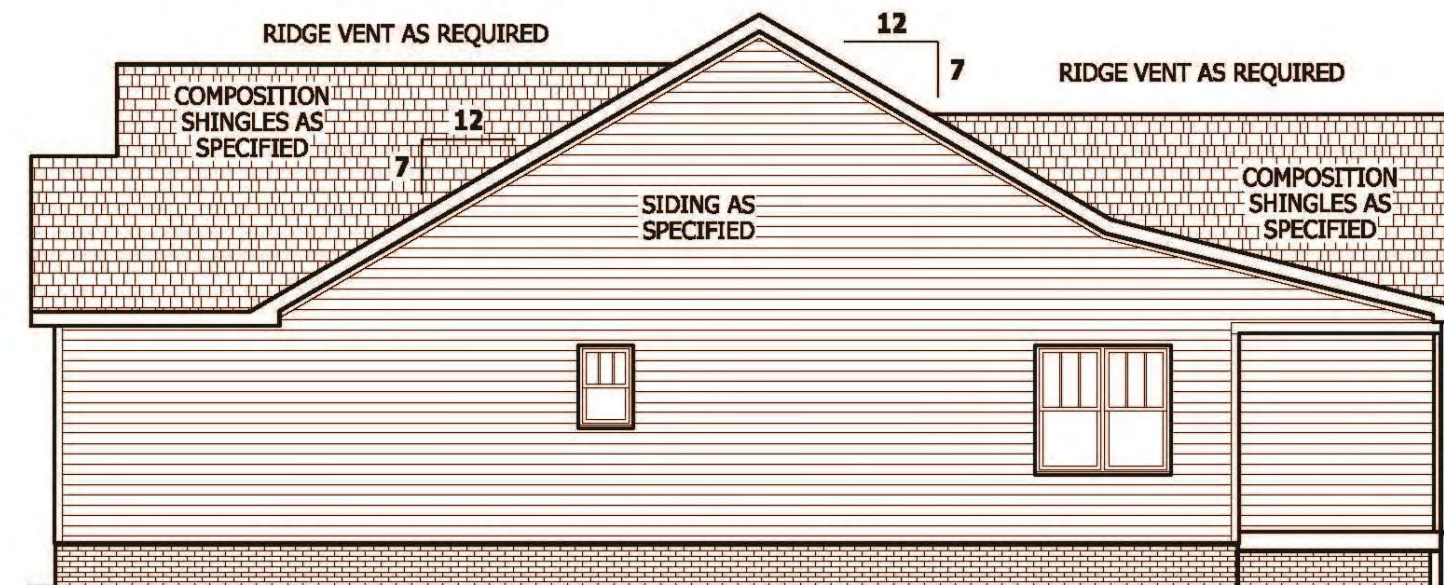 RIDGE VENT AS REQUIRED
12
7
RIDGE VENT AS REQUIRED
COMPOSITION
SHINGLES AS
SPECIFIED
12
7
SIDING AS
SPECIFIED
COMPOSITION
SHINGLES AS
SPECIFIED